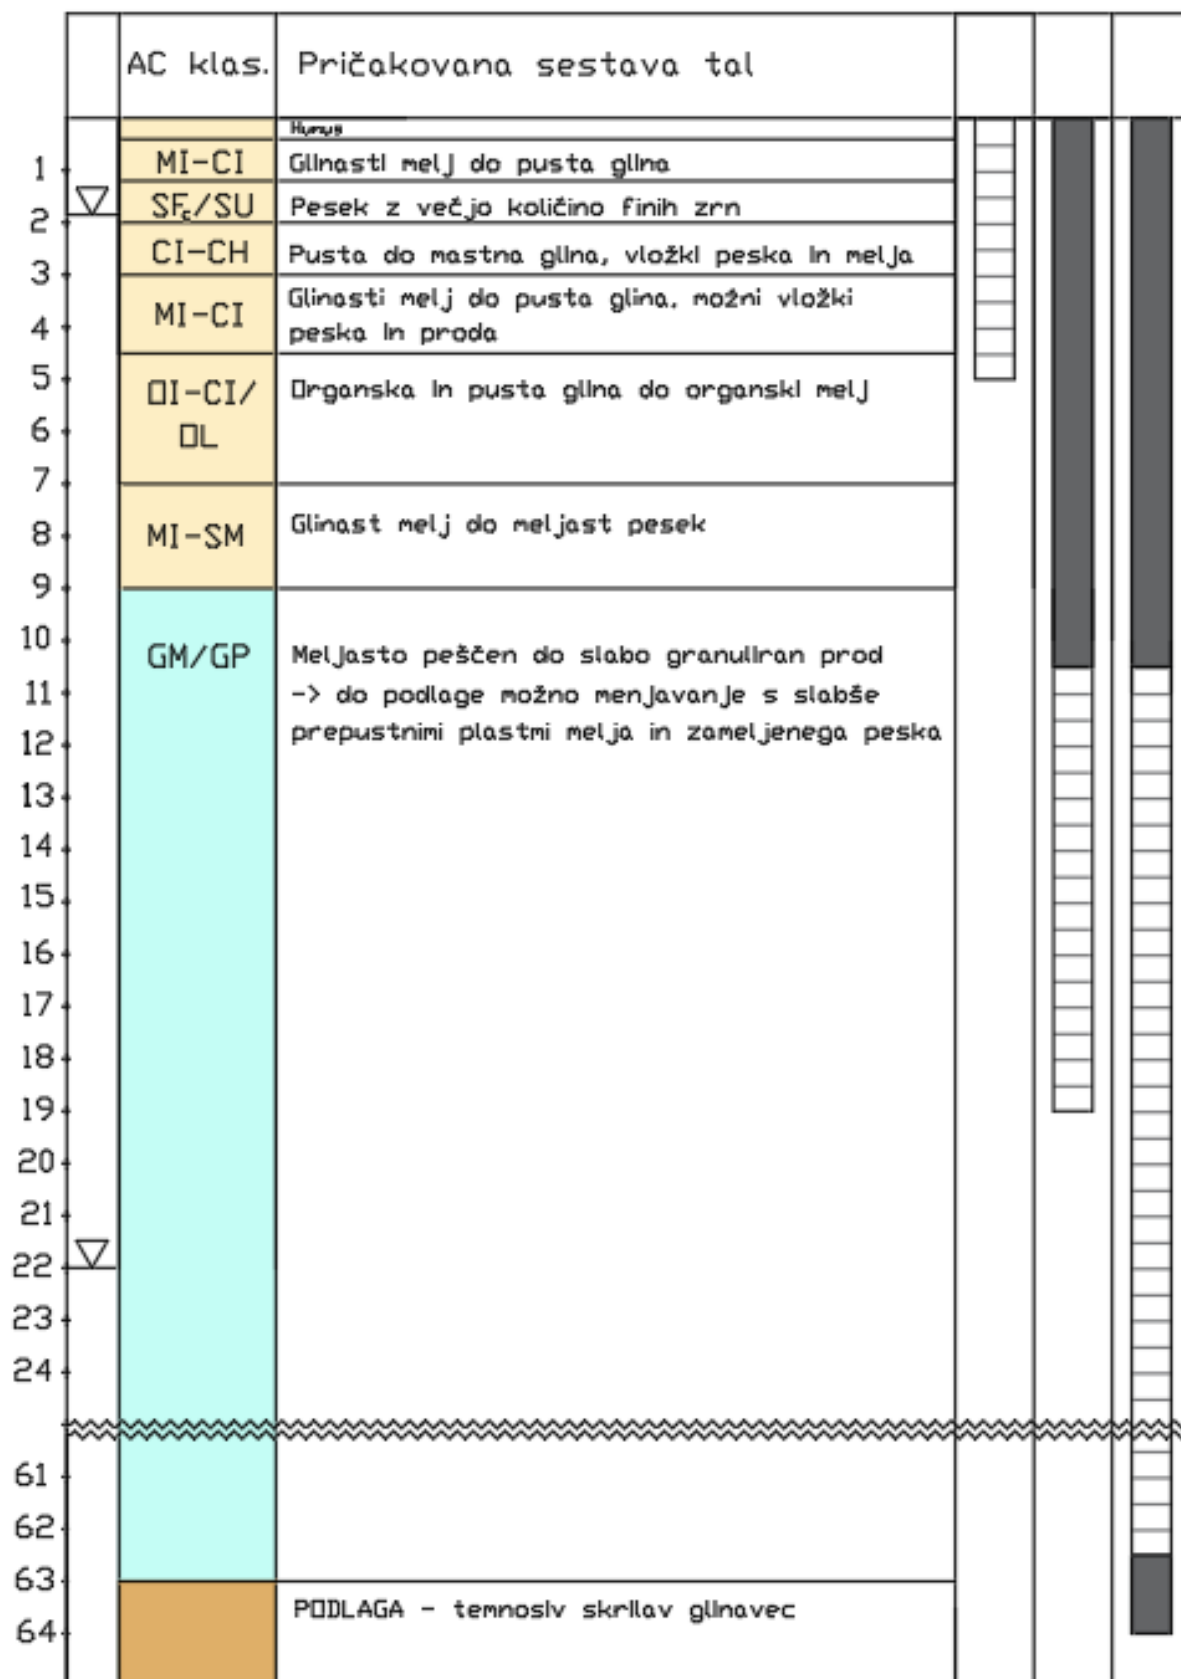 AC klas. Pričakovana sestava tal
Humus
1 MI-CI Glinasti melj do pusta glina
2 SFc/SU Pesek z večjo količino finih zrn
3 CI-CH Pusta do mastna glina, vložki peska in melja
MI-CI Glinasti melj do pusta glina, možni vložki
4 peska in proda
5 OI-CI/ Organska in pusta glina do organski melj
6 OL
7
8 MI-SM Glinast melj do meljast pesek
9
10 GM/GP Meljasto peščen do slabo granuliran prod
11 -> do podlage možno menjavanje s slabše
12 prepustnimi plastmi melja in zameljenega peska
13
14
15
16
17
18
19
20
21
22
23
24
61
62
63
PODLAGA - temnosiv skrilav glinavec
64